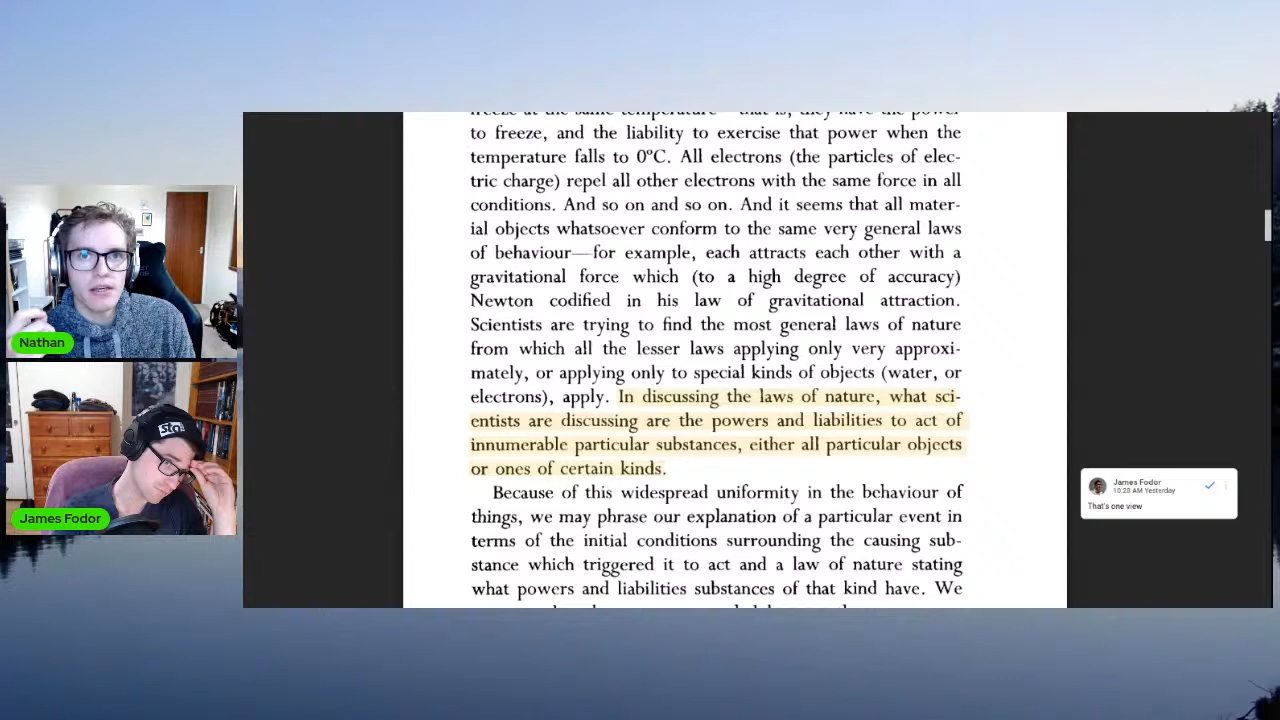 to freeze, and the liability to exercise that power when the
temperature falls to 0°C. All electrons (the particles of elec-
tric charge) repel all other electrons with the same force in all
conditions. And so on and so on. And it seems that all mater-
ial objects whatsoever conform to the same very general laws
of behaviour—for example, each attracts each other with a
gravitational force which (to a high degree of accuracy)
Newton codified in his law of gravitational attraction.
Scientists are trying to find the most general laws of nature
from which all the lesser laws applying only very approxi-
mately, or applying only to special kinds of objects (water, or
electrons), apply. In discussing the laws of nature, what sci-
entists are discussing are the powers and liabilities to act of
innumerable particular substances, either all particular objects
or ones of certain kinds.
Because of this widespread uniformity in the behaviour of
things, we may phrase our explanation of a particular event in
terms of the initial conditions surrounding the causing sub-
stance which triggered it to act and a law of nature stating
what powers and liabilities substances of that kind have. We
James Fodor
10:28 AM Yesterday
That's one view
Nathan
James Fodor